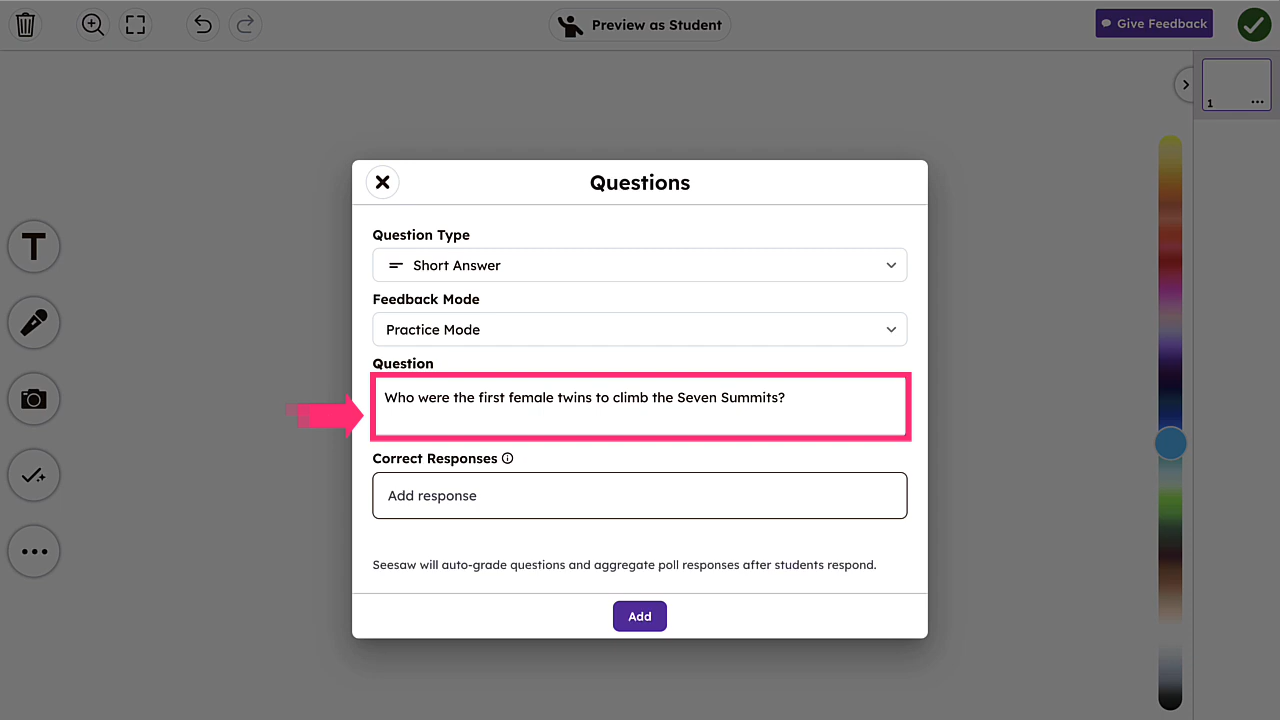 Preview as Student
Give Feedback
1
Questions
Question Type
Short Answer
Feedback Mode
Practice Mode
Question
Who were the first female twins to climb the Seven Summits?
Correct Responses
Add response
Seesaw will auto-grade questions and aggregate poll responses after students respond.
Add
T